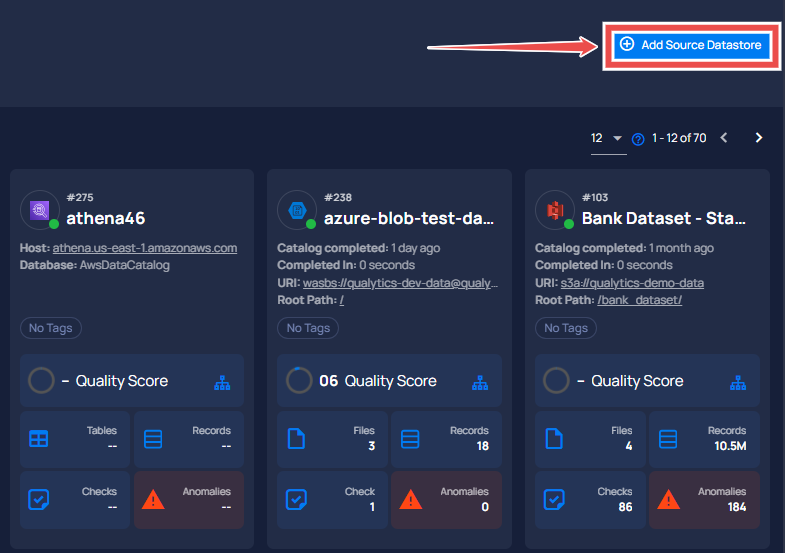 Add Source Datastore
12 1 - 12 of 70
#275
athena46
Host: athena.us-east-1.amazonaws.com
Database: AwsDataCatalog
No Tags
– Quality Score
Tables
--
Records
--
Checks
--
Anomalies
--
#238
azure-blob-test-da...
Catalog completed: 1 day ago
Completed In: 0 seconds
URI: wasbs://qualytics-dev-data@qualy...
Root Path: /
No Tags
06 Quality Score
Files
3
Records
18
Check
1
Anomalies
0
#103
Bank Dataset - Sta...
Catalog completed: 1 month ago
Completed In: 0 seconds
URI: s3a://qualytics-demo-data
Root Path: /bank_dataset/
No Tags
– Quality Score
Files
4
Records
10.5M
Checks
86
Anomalies
184